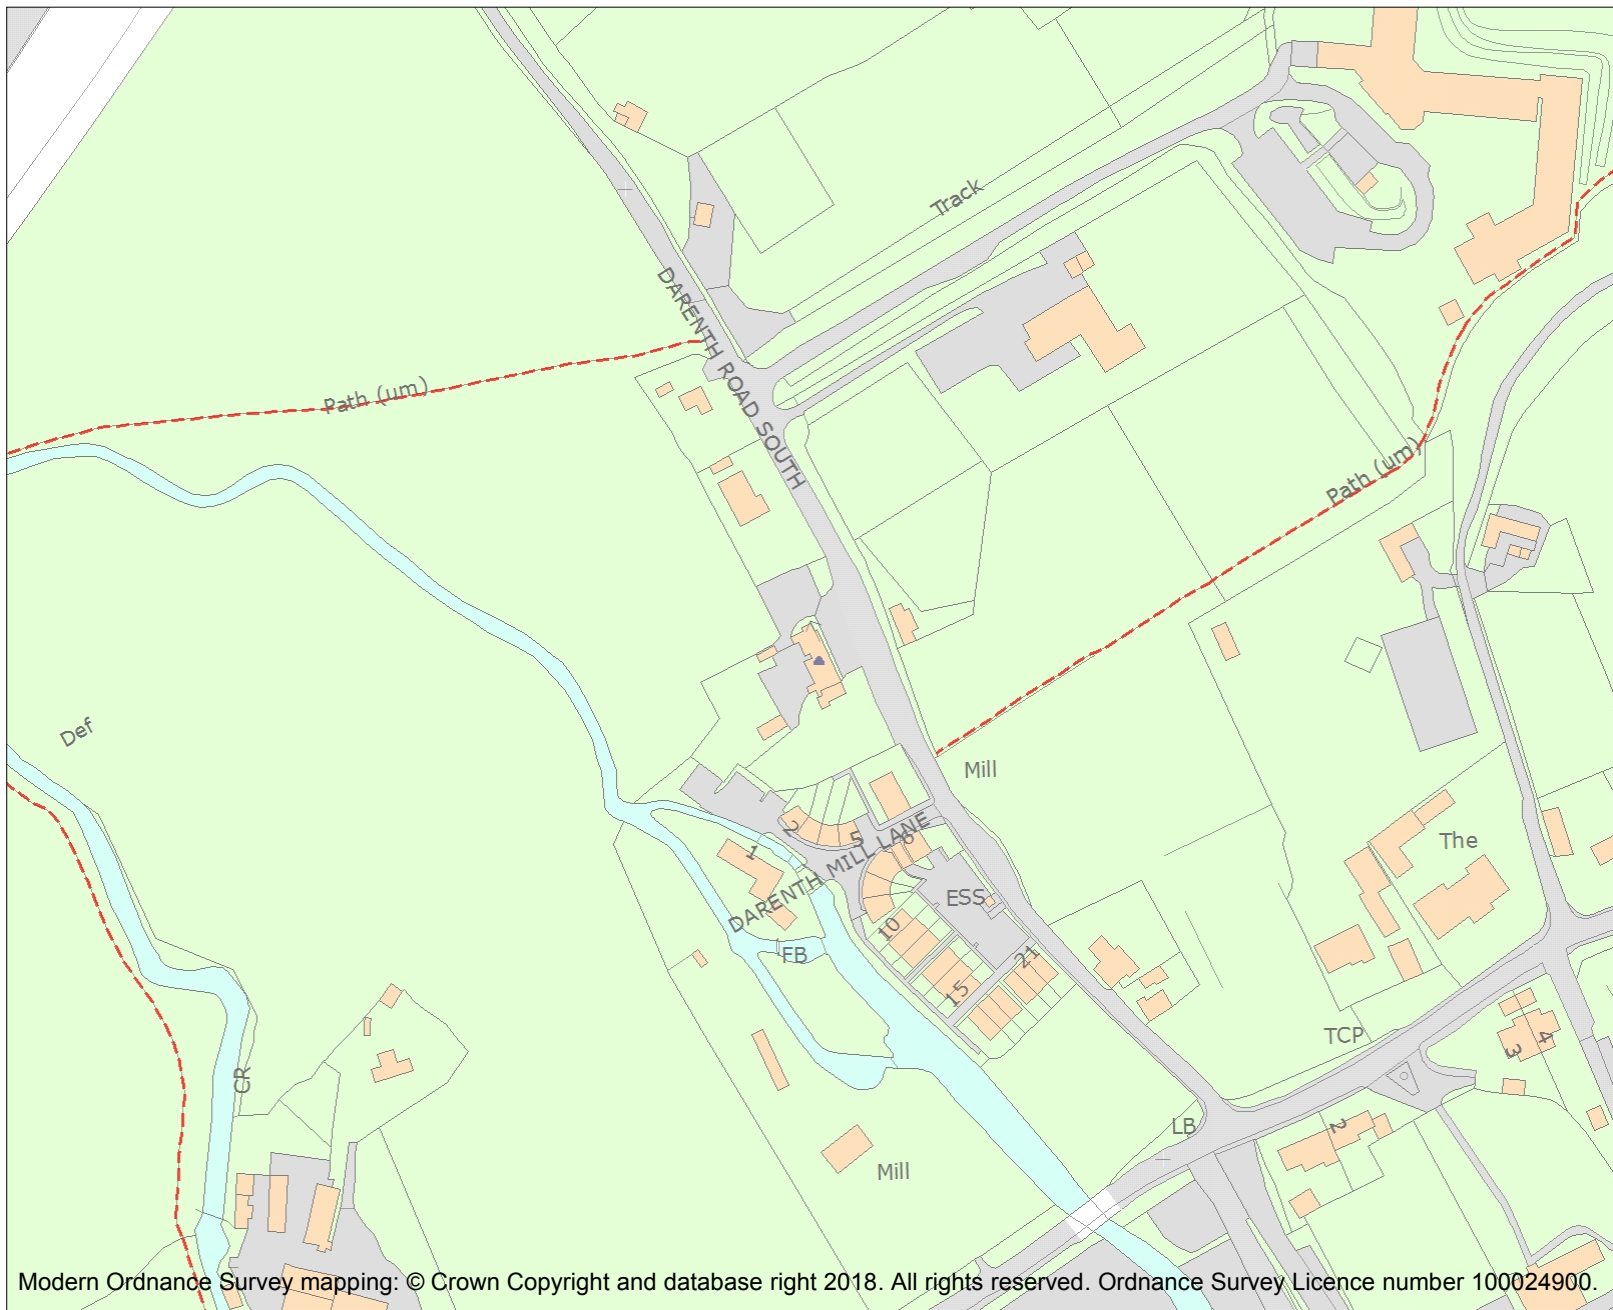 Track
DARENTH ROAD SOUTH
Path (um)
Path (um)
Def
Mill
2
5
6
1
DARENTH MILL LANE
The
ESS
10
FB
21
15
TCP
4
3
CR
LB
2
Mill
Modern Ordnance Survey mapping: © Crown Copyright and database right 2018. All rights reserved. Ordnance Survey Licence number 100024900.